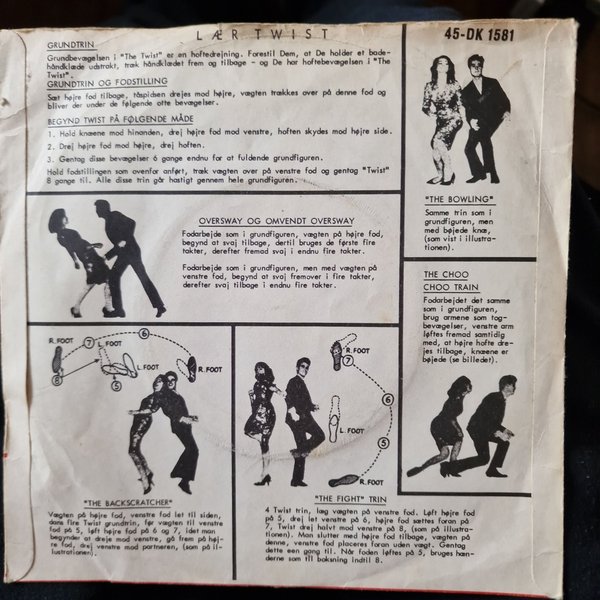 LÆR TWIST
45-DK 1581
GRUNDTRIN
Grundbevægelsen i "The Twist" er en hoftedrejning. Forestil Dem, at De holder et bade-
håndklæde udstrakt, træk håndklædet frem og tilbage - og De har hoftebevægelsen i "The
Twist".
GRUNDTRIN OG FODSTILLING
Sæt højre fod tilbage, tåspidsen drejes mod højre, vægten trækkes over på denne fod og
bliver der under de følgende otte bevægelser.
BEGYND TWIST PÅ FØLGENDE MÅDE
1. Hold knæene mod hinanden, drej højre fod mod venstre, hoften skydes mod højre side.
2. Drej højre fod mod højre, drej hoften.
3. Gentag disse bevægelser 6 gange endnu for at fuldende grundfiguren.
Hold fodstillingen som ovenfor anført, træk vægten over på venstre fod og gentag "Twist"
8 gange til. Alle disse trin går hastigt gennem hele grundfiguren.
"THE BOWLING"
Samme trin som i
grundfiguren, men
med bøjede knæ,
(som vist i illustra-
tionen).
OVERSWAY OG OMVENDT OVERSWAY
Fodarbejde som i grundfiguren, vægten på højre fod,
begynd at svaj tilbage, dertil bruges de første fire
takter, derefter fremad svaj i endnu fire takter.
Fodarbejde som i grundfiguren, men med vægten på
venstre fod, begynd at svaj fremover i fire takter,
derefter svaj tilbage i endnu fire takter.
THE CHOO
CHOO TRAIN
Fodarbejdet det samme
som i grundfiguren,
brug armene som tog-
bevægelser, venstre arm
løftes fremad samtidig
med, at højre hofte dre-
jes tilbage, knæene er
bøjede (se billedet).
R. FOOT
L. FOOT
R. FOOT
5
6
7
8
"THE BACKSCRATCHER"
Vægten på højre fod, venstre fod let til siden,
dans fire Twist grundtrin, før vægten til venstre
fod på 5, løft højre fod på 6 og 7, idet man
begynder at dreje mod venstre, gå frem på høj-
re fod, drej venstre mod partneren, (som på il-
lustrationen).
R. FOOT
7
6
L. FOOT
5
R. FOOT
"THE FIGHT" TRIN
4 Twist trin, læg vægten på venstre fod. Løft højre fod
på 5, drej let venstre på 6, højre fod sættes foran på
7, Twist drej halvt mod venstre på 8, (som på illustra-
tionen). Man slutter med højre fod tilbage, vægten på
denne, venstre fod placeres foran uden vægt. Gentag
dette een gang til. Når foden løftes på 5, bruges hæn-
derne som til boksning indtil 8.